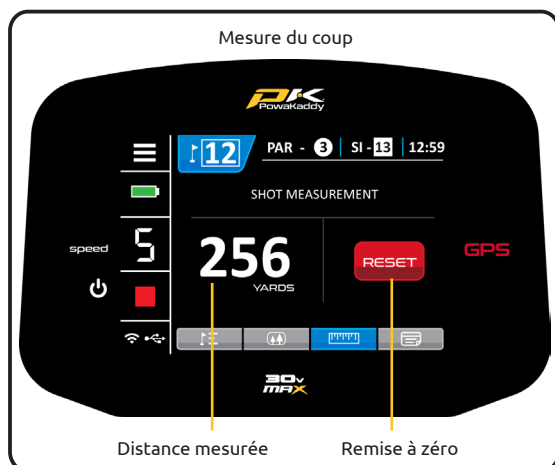 Mesure du coup
PK
PowaKaddy
12 PAR - 3 SI - 13 12:59
SHOT MEASUREMENT
speed 5
256
YARDS
RESET
GPS
30v
MAX
Distance mesurée Remise à zéro